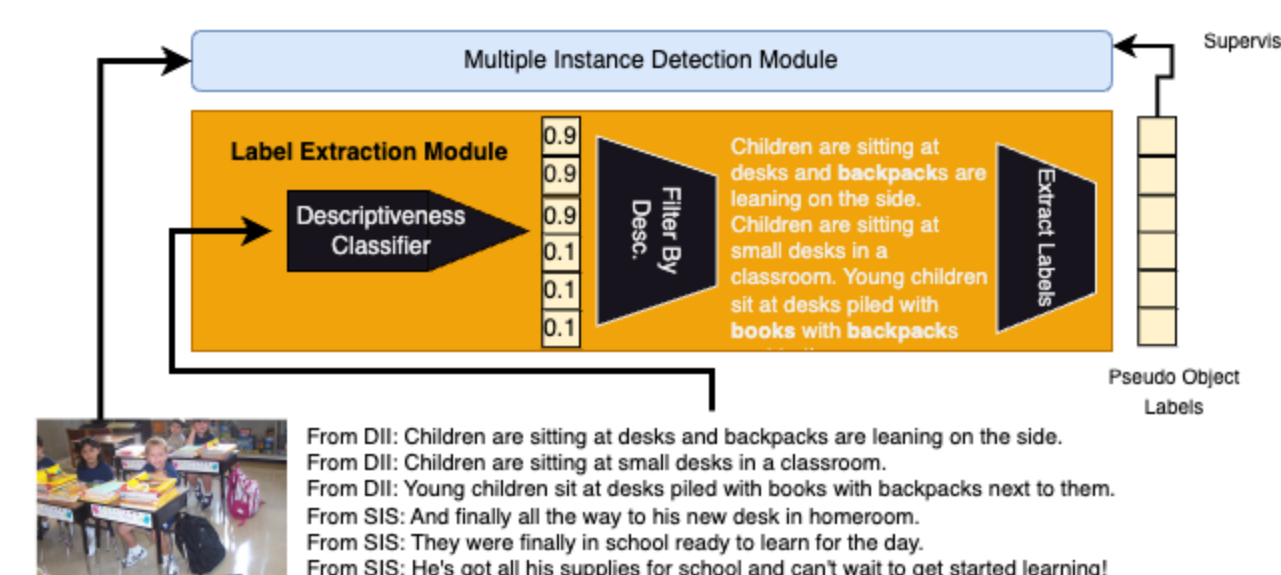 Supervis
Multiple Instance Detection Module
Label Extraction Module
Descriptiveness
Classifier
0.9
0.9
0.9
0.1
0.1
0.1
Filter By
Desc.
Children are sitting at
desks and backpacks are
leaning on the side.
Children are sitting at
small desks in a
classroom. Young children
sit at desks piled with
books with backpacks
Extract Labels
Pseudo Object
Labels
From DII: Children are sitting at desks and backpacks are leaning on the side.
From DII: Children are sitting at small desks in a classroom.
From DII: Young children sit at desks piled with books with backpacks next to them.
From SIS: And finally all the way to his new desk in homeroom.
From SIS: They were finally in school ready to learn for the day.
From SIS: He's got all his supplies for school and can't wait to get started learning!